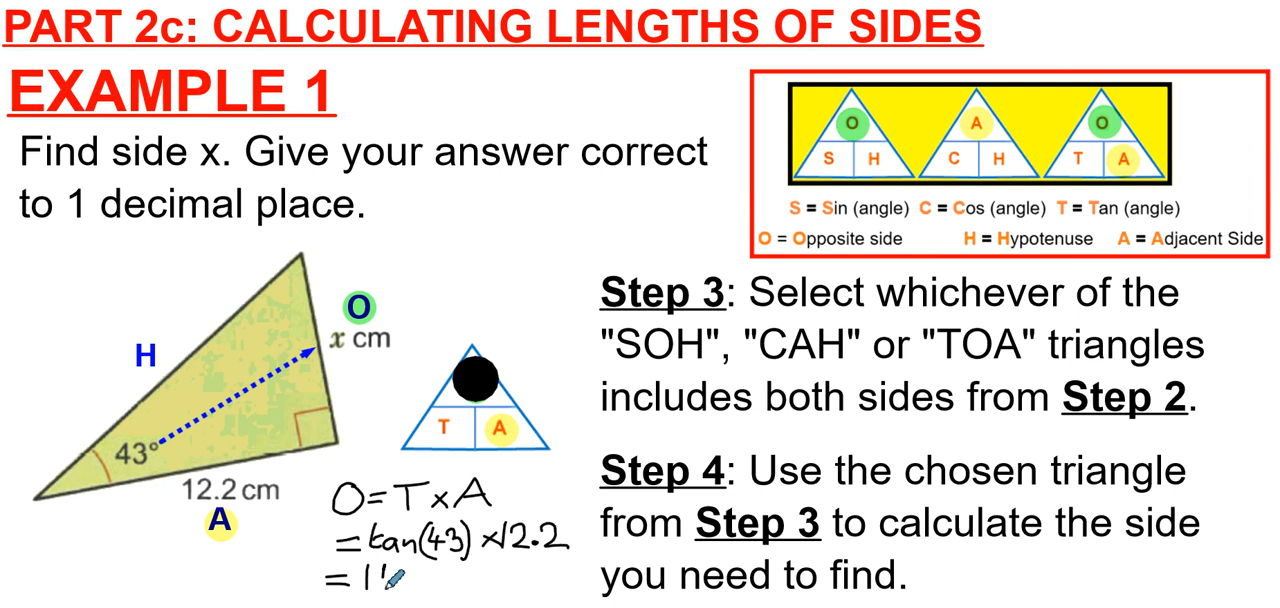 PART 2c: CALCULATING LENGTHS OF SIDES
EXAMPLE 1
Find side x. Give your answer correct
to 1 decimal place.
O A O
S H C H T A
S = Sin (angle) C = Cos (angle) T = Tan (angle)
O = Opposite side H = Hypotenuse A = Adjacent Side
H
O
x cm
43°
12.2 cm
A
T A
O = T × A
= tan(43) × 12.2
= 11
Step 3: Select whichever of the
"SOH", "CAH" or "TOA" triangles
includes both sides from Step 2.
Step 4: Use the chosen triangle
from Step 3 to calculate the side
you need to find.